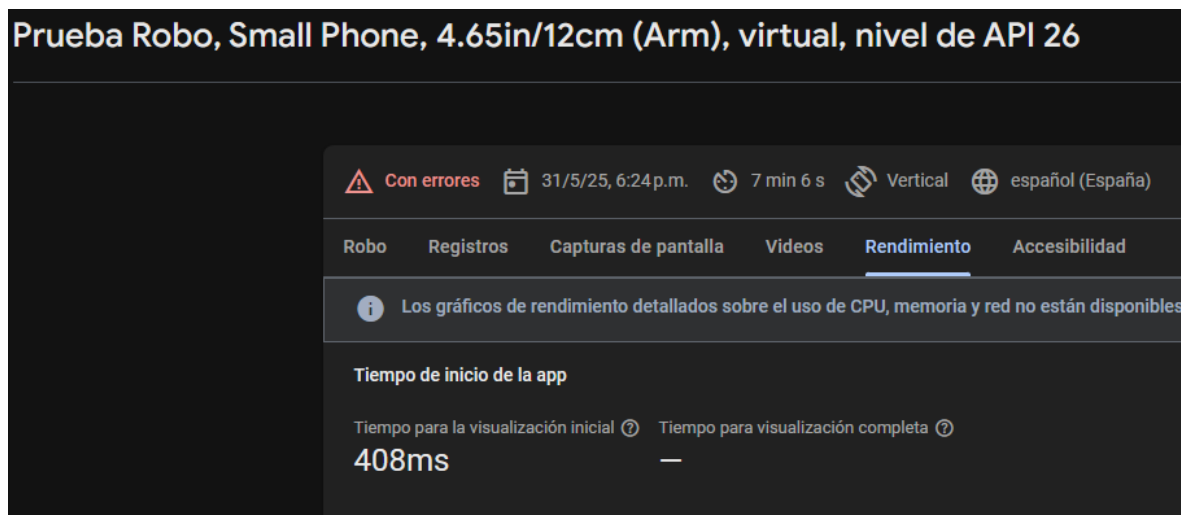 Prueba Robo, Small Phone, 4.65in/12cm (Arm), virtual, nivel de API 26
Con errores 31/5/25, 6:24 p.m. 7 min 6 s Vertical español (España)
Robo Registros Capturas de pantalla Videos Rendimiento Accesibilidad
Los gráficos de rendimiento detallados sobre el uso de CPU, memoria y red no están disponibles
Tiempo de inicio de la app
Tiempo para la visualización inicial Tiempo para visualización completa
408ms —